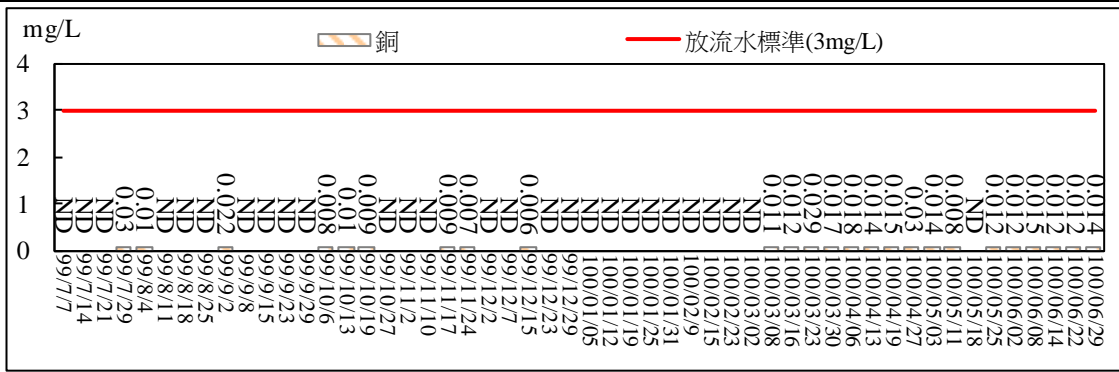 mg/L
銅
放流水標準(3mg/L)
4
3
2
1
0
ND
ND
ND
0.03
0.01
ND
ND
ND
0.022
ND
ND
ND
ND
0.008
0.01
0.009
ND
ND
ND
0.009
0.007
ND
ND
0.006
ND
ND
ND
ND
ND
ND
ND
ND
ND
ND
ND
0.011
0.012
0.029
0.017
0.018
0.014
0.015
0.03
0.014
0.008
ND
0.012
0.012
0.015
0.012
0.012
0.014
99/7/7
99/7/14
99/7/21
99/7/29
99/8/4
99/8/11
99/8/18
99/8/25
99/9/2
99/9/8
99/9/15
99/9/23
99/9/29
99/10/6
99/10/13
99/10/19
99/10/27
99/11/2
99/11/10
99/11/17
99/11/24
99/12/2
99/12/7
99/12/15
99/12/23
99/12/29
100/01/05
100/01/12
100/01/19
100/01/25
100/01/31
100/02/9
100/02/15
100/02/23
100/03/02
100/03/08
100/03/16
100/03/23
100/03/30
100/04/06
100/04/13
100/04/19
100/04/27
100/05/03
100/05/11
100/05/18
100/05/25
100/06/02
100/06/08
100/06/14
100/06/22
100/06/29